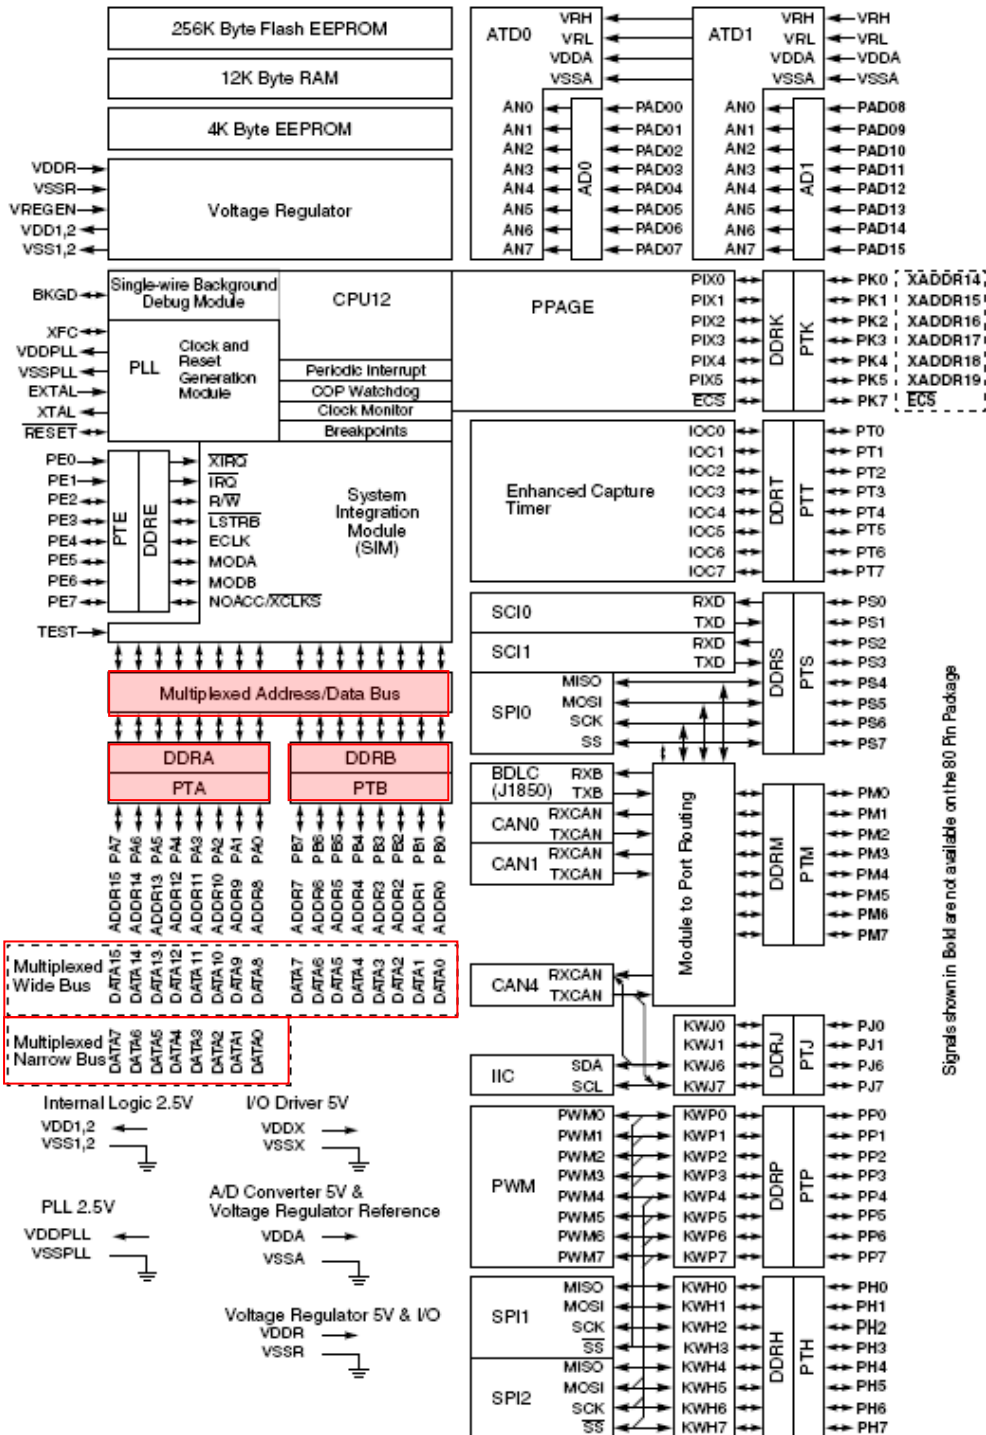 256K Byte Flash EEPROM
12K Byte RAM
4K Byte EEPROM
VDDR
VSSR
VREGEN
VDD1,2
VSS1,2
Voltage Regulator
ATD0
VRH
VRL
VDDA
VSSA
ATD1
VRH
VRL
VDDA
VSSA
VRH
VRL
VDDA
VSSA
AN0
AN1
AN2
AN3
AN4
AN5
AN6
AN7
AD0
PAD00
PAD01
PAD02
PAD03
PAD04
PAD05
PAD06
PAD07
AN0
AN1
AN2
AN3
AN4
AN5
AN6
AN7
AD1
PAD08
PAD09
PAD10
PAD11
PAD12
PAD13
PAD14
PAD15
BKGD
XFC
VDDPLL
VSSPLL
EXTAL
XTAL
RESET
Single-wire Background
Debug Module
CPU12
PLL
Clock and
Reset
Generation
Module
Periodic Interrupt
COP Watchdog
Clock Monitor
Breakpoints
PPAGE
PIX0
PIX1
PIX2
PIX3
PIX4
PIX5
ECS
DDRK
PTK
PK0 XADDR14
PK1 XADDR15
PK2 XADDR16
PK3 XADDR17
PK4 XADDR18
PK5 XADDR19
PK7 ECS
PE0
PE1
PE2
PE3
PE4
PE5
PE6
PE7
TEST
PTE
DDRE
XIRQ
IRQ
R/W
LSTRB
ECLK
MODA
MODB
NOACC/XCLKS
System
Integration
Module
(SIM)
Enhanced Capture
Timer
IOC0
IOC1
IOC2
IOC3
IOC4
IOC5
IOC6
IOC7
DDRT
PTT
PT0
PT1
PT2
PT3
PT4
PT5
PT6
PT7
Multiplexed Address/Data Bus
DDRA
PTA
DDRB
PTB
PA7
PA6
PA5
PA4
PA3
PA2
PA1
PA0
PB7
PB6
PB5
PB4
PB3
PB2
PB1
PB0
ADDR15
ADDR14
ADDR13
ADDR12
ADDR11
ADDR10
ADDR9
ADDR8
ADDR7
ADDR6
ADDR5
ADDR4
ADDR3
ADDR2
ADDR1
ADDR0
Multiplexed
Wide Bus
DATA15
DATA14
DATA13
DATA12
DATA11
DATA10
DATA9
DATA8
DATA7
DATA6
DATA5
DATA4
DATA3
DATA2
DATA1
DATA0
Multiplexed
Narrow Bus
DATA7
DATA6
DATA5
DATA4
DATA3
DATA2
DATA1
DATA0
SCI0
RXD
TXD
SCI1
RXD
TXD
SPI0
MISO
MOSI
SCK
SS
DDRS
PTS
PS0
PS1
PS2
PS3
PS4
PS5
PS6
PS7
BDLC
(J1850)
RXB
TXB
CAN0
RXCAN
TXCAN
CAN1
RXCAN
TXCAN
CAN4
RXCAN
TXCAN
Module to Port Routing
DDRM
PTM
PM0
PM1
PM2
PM3
PM4
PM5
PM6
PM7
IIC
SDA
SCL
KWJ0
KWJ1
KWJ6
KWJ7
DDRJ
PTJ
PJ0
PJ1
PJ6
PJ7
PWM
PWM0
PWM1
PWM2
PWM3
PWM4
PWM5
PWM6
PWM7
KWP0
KWP1
KWP2
KWP3
KWP4
KWP5
KWP6
KWP7
DDRP
PTP
PP0
PP1
PP2
PP3
PP4
PP5
PP6
PP7
SPI1
MISO
MOSI
SCK
SS
SPI2
MISO
MOSI
SCK
SS
KWH0
KWH1
KWH2
KWH3
KWH4
KWH5
KWH6
KWH7
DDRH
PTH
PH0
PH1
PH2
PH3
PH4
PH5
PH6
PH7
Internal Logic 2.5V
VDD1,2
VSS1,2
I/O Driver 5V
VDDX
VSSX
PLL 2.5V
VDDPLL
VSSPLL
A/D Converter 5V &
Voltage Regulator Reference
VDDA
VSSA
Voltage Regulator 5V & I/O
VDDR
VSSR
Signals shown in Bold are not available on the 80 Pin Package